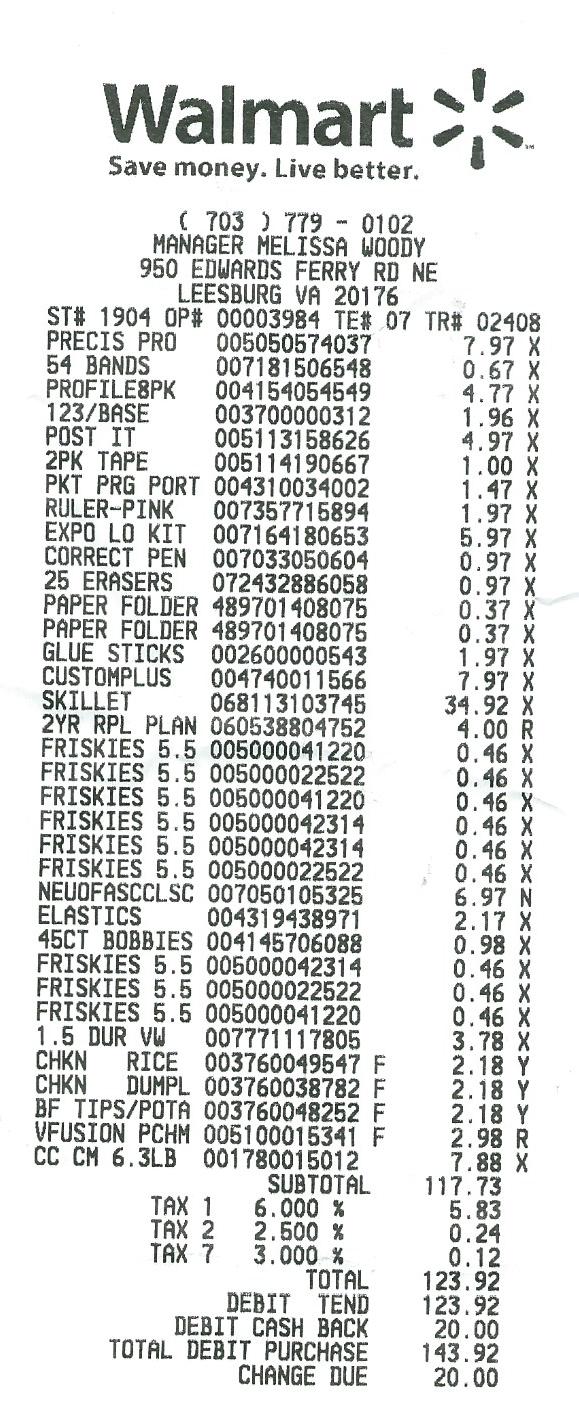 Walmart
Save money. Live better.
( 703 ) 779 - 0102
MANAGER MELISSA WOODY
950 EDWARDS FERRY RD NE
LEESBURG VA 20176
ST# 1904 OP# 00003984 TE# 07 TR# 02408
PRECIS PRO 005050574037 7.97 X
54 BANDS 007181506548 0.67 X
PROFILE8PK 004154054549 4.77 X
123/BASE 003700000312 1.96 X
POST IT 005113158626 4.97 X
2PK TAPE 005114190667 1.00 X
PKT PRG PORT 004310034002 1.47 X
RULER-PINK 007357715894 1.97 X
EXPO LO KIT 007164180653 5.97 X
CORRECT PEN 007033050604 0.97 X
25 ERASERS 072432886058 0.97 X
PAPER FOLDER 489701408075 0.37 X
PAPER FOLDER 489701408075 0.37 X
GLUE STICKS 002600000543 1.97 X
CUSTOMPLUS 004740011566 7.97 X
SKILLET 068113103745 34.92 X
2YR RPL PLAN 060538804752 4.00 R
FRISKIES 5.5 005000041220 0.46 X
FRISKIES 5.5 005000022522 0.46 X
FRISKIES 5.5 005000041220 0.46 X
FRISKIES 5.5 005000042314 0.46 X
FRISKIES 5.5 005000042314 0.46 X
FRISKIES 5.5 005000022522 0.46 X
NEUOFASCCLSC 007050105325 6.97 N
ELASTICS 004319438971 2.17 X
45CT BOBBIES 004145706088 0.98 X
FRISKIES 5.5 005000042314 0.46 X
FRISKIES 5.5 005000022522 0.46 X
FRISKIES 5.5 005000041220 0.46 X
1.5 DUR VW 007771117805 3.78 X
CHKN RICE 003760049547 F 2.18 Y
CHKN DUMPL 003760038782 F 2.18 Y
BF TIPS/POTA 003760048252 F 2.18 Y
VFUSION PCHM 005100015341 F 2.98 R
CC CM 6.3LB 001780015012 7.88 X
SUBTOTAL 117.73
TAX 1 6.000 % 5.83
TAX 2 2.500 % 0.24
TAX 7 3.000 % 0.12
TOTAL 123.92
DEBIT TEND 123.92
DEBIT CASH BACK 20.00
TOTAL DEBIT PURCHASE 143.92
CHANGE DUE 20.00